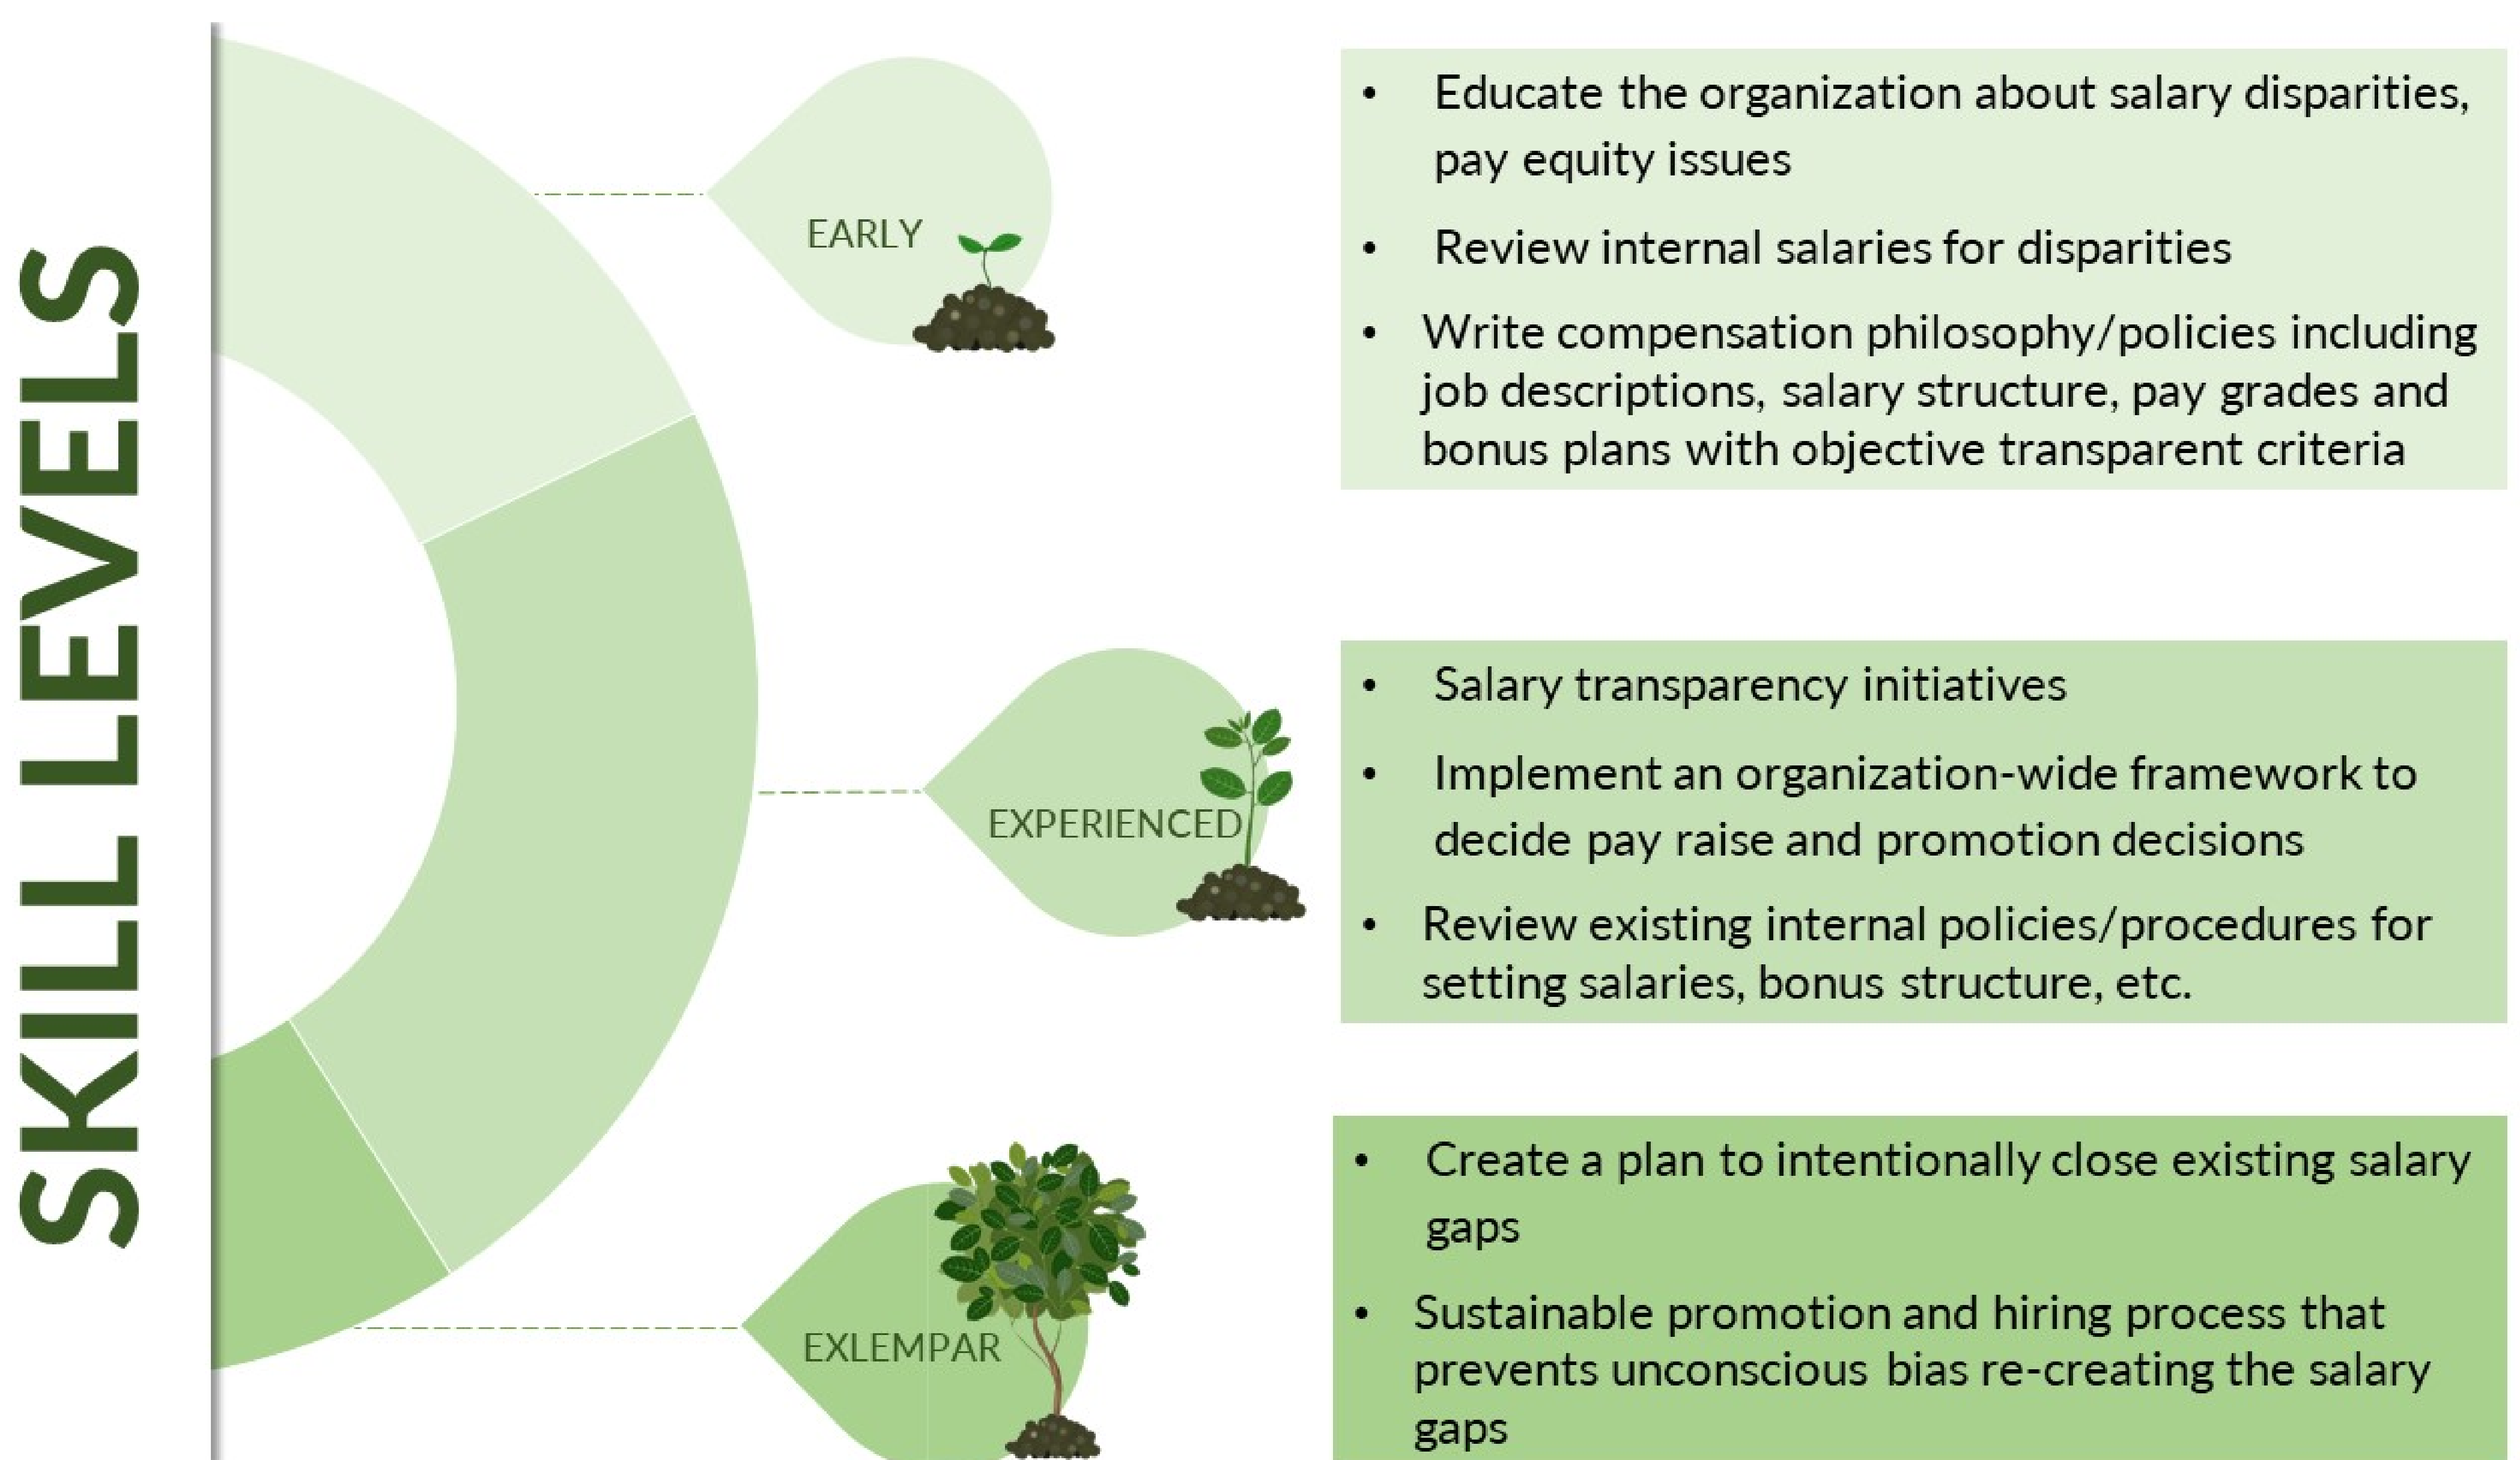 SKILL LEVELS
EARLY
• Educate the organization about salary disparities,
pay equity issues
• Review internal salaries for disparities
• Write compensation philosophy/policies including
job descriptions, salary structure, pay grades and
bonus plans with objective transparent criteria
EXPERIENCED
• Salary transparency initiatives
• Implement an organization-wide framework to
decide pay raise and promotion decisions
• Review existing internal policies/procedures for
setting salaries, bonus structure, etc.
EXLEMPAR
• Create a plan to intentionally close existing salary
gaps
• Sustainable promotion and hiring process that
prevents unconscious bias re-creating the salary
gaps